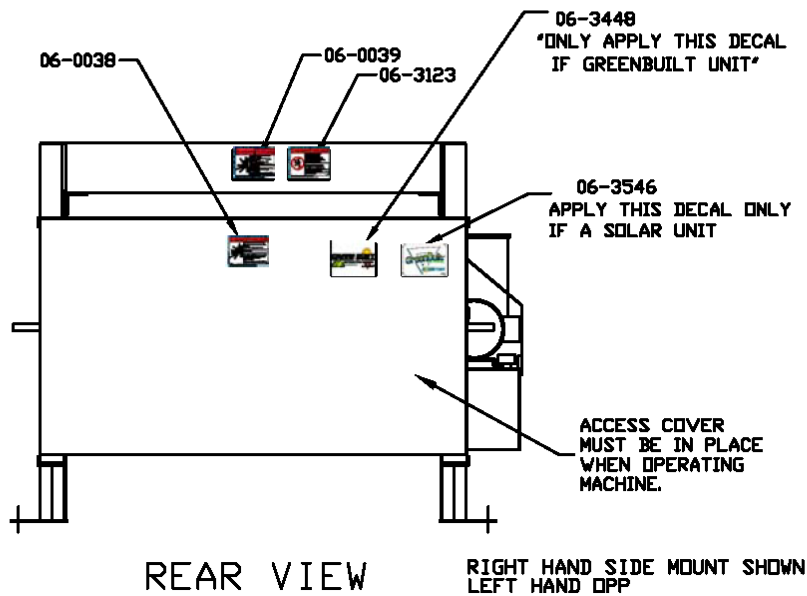 06-3448
"ONLY APPLY THIS DECAL
IF GREENBUILT UNIT"
06-0038
06-0039
06-3123
06-3546
APPLY THIS DECAL ONLY
IF A SOLAR UNIT
ACCESS COVER
MUST BE IN PLACE
WHEN OPERATING
MACHINE.
REAR VIEW
RIGHT HAND SIDE MOUNT SHOWN
LEFT HAND OPP